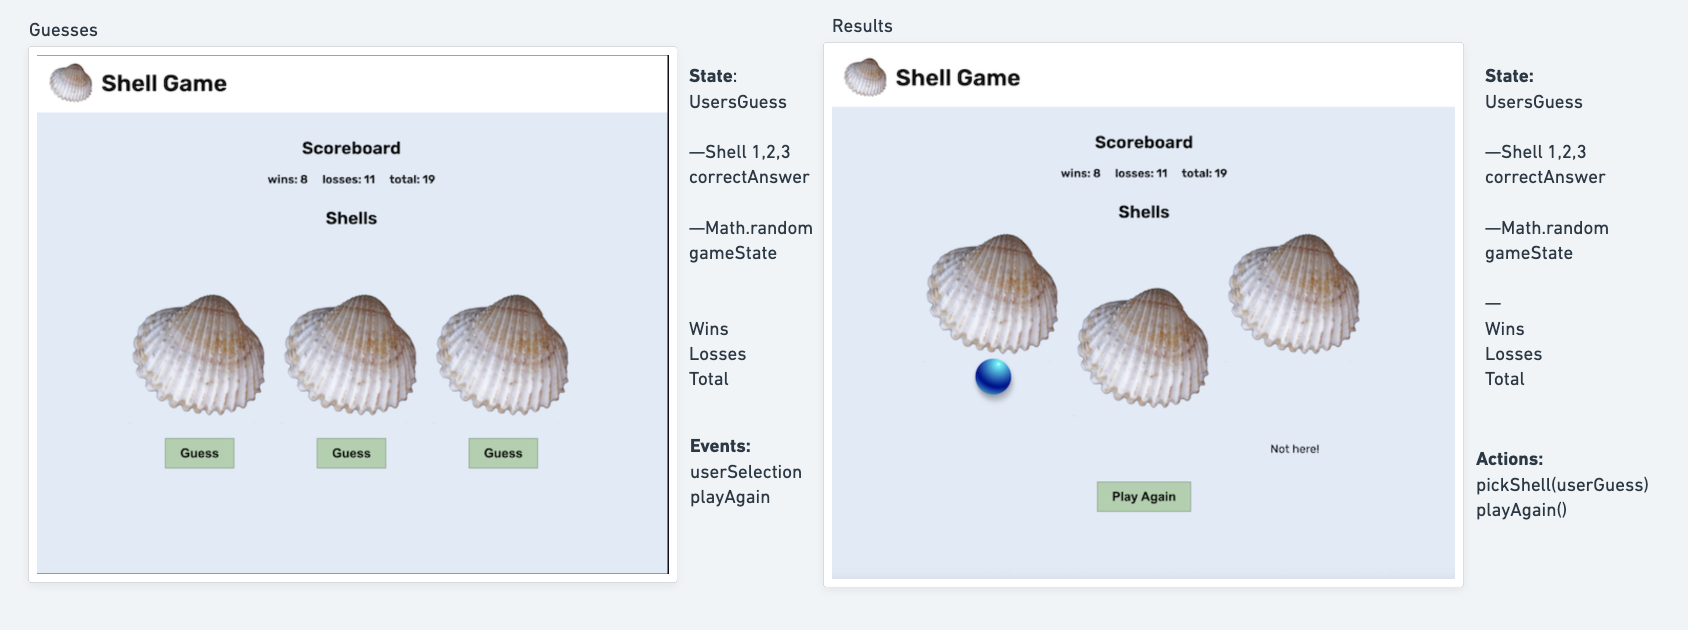 Guesses
Shell Game
Scoreboard
wins: 8 losses: 11 total: 19
Shells
Guess Guess Guess
State:
UsersGuess
—Shell 1,2,3
correctAnswer
—Math.random
gameState
Wins
Losses
Total
Events:
userSelection
playAgain
Results
Shell Game
Scoreboard
wins: 8 losses: 11 total: 19
Shells
Not here!
Play Again
State:
UsersGuess
—Shell 1,2,3
correctAnswer
—Math.random
gameState
—
Wins
Losses
Total
Actions:
pickShell(userGuess)
playAgain()